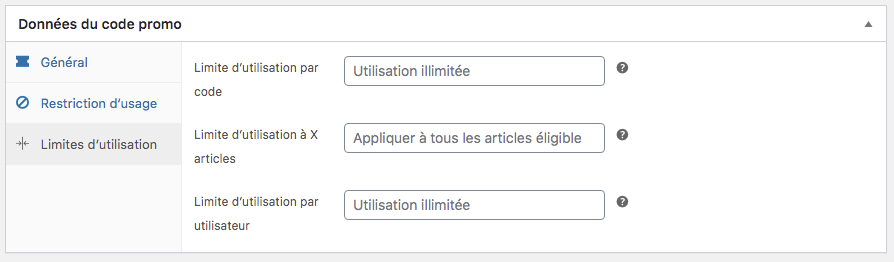 Données du code promo
Général
Restriction d’usage
Limites d’utilisation
Limite d’utilisation par
code
Utilisation illimitée
Limite d’utilisation à X
articles
Appliquer à tous les articles éligible
Limite d’utilisation par
utilisateur
Utilisation illimitée